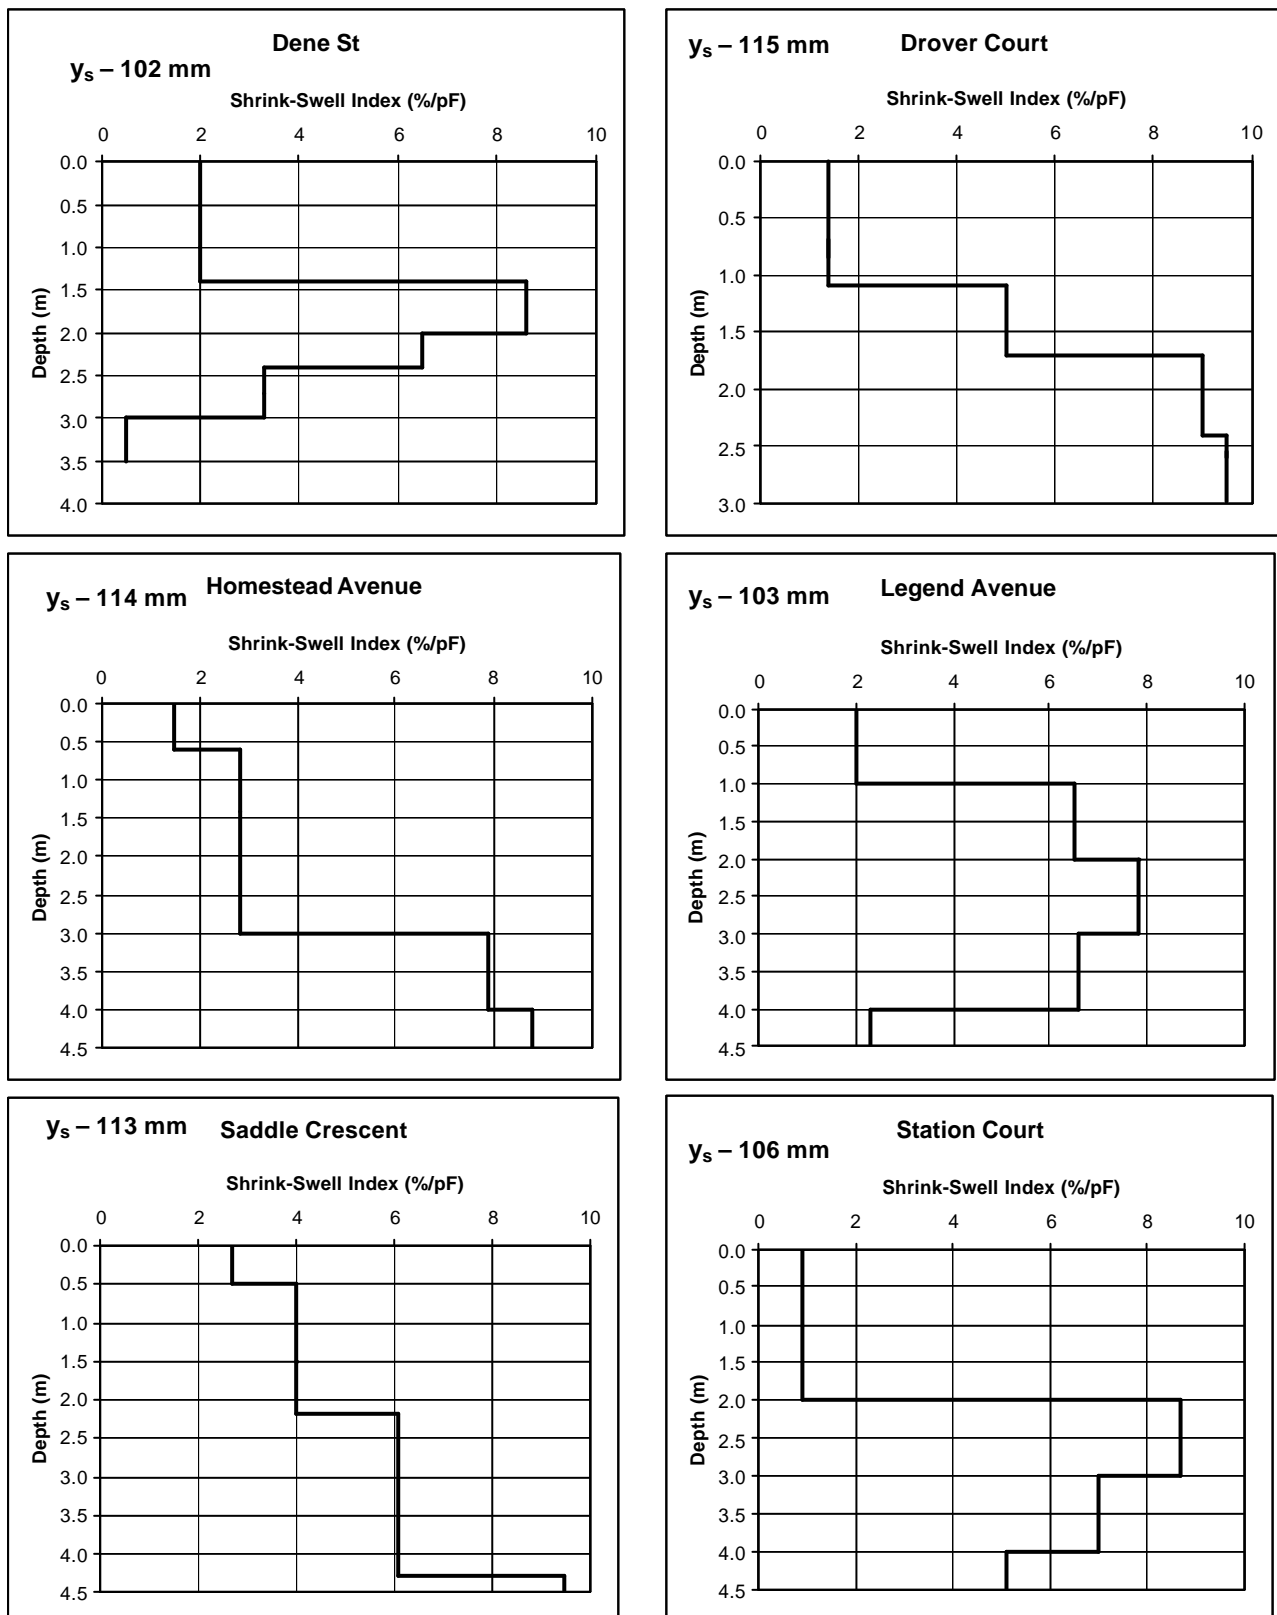 Dene St
yₛ – 102 mm
Shrink-Swell Index (%/pF)
0 2 4 6 8 10
0.0
0.5
1.0
1.5
2.0
2.5
3.0
3.5
4.0
Depth (m)
yₛ – 115 mm Drover Court
Shrink-Swell Index (%/pF)
0 2 4 6 8 10
0.0
0.5
1.0
1.5
2.0
2.5
3.0
Depth (m)
yₛ – 114 mm Homestead Avenue
Shrink-Swell Index (%/pF)
0 2 4 6 8 10
0.0
0.5
1.0
1.5
2.0
2.5
3.0
3.5
4.0
4.5
Depth (m)
yₛ – 103 mm Legend Avenue
Shrink-Swell Index (%/pF)
0 2 4 6 8 10
0.0
0.5
1.0
1.5
2.0
2.5
3.0
3.5
4.0
4.5
Depth (m)
yₛ – 113 mm Saddle Crescent
Shrink-Swell Index (%/pF)
0 2 4 6 8 10
0.0
0.5
1.0
1.5
2.0
2.5
3.0
3.5
4.0
4.5
Depth (m)
Station Court
yₛ – 106 mm
Shrink-Swell Index (%/pF)
0 2 4 6 8 10
0.0
0.5
1.0
1.5
2.0
2.5
3.0
3.5
4.0
4.5
Depth (m)